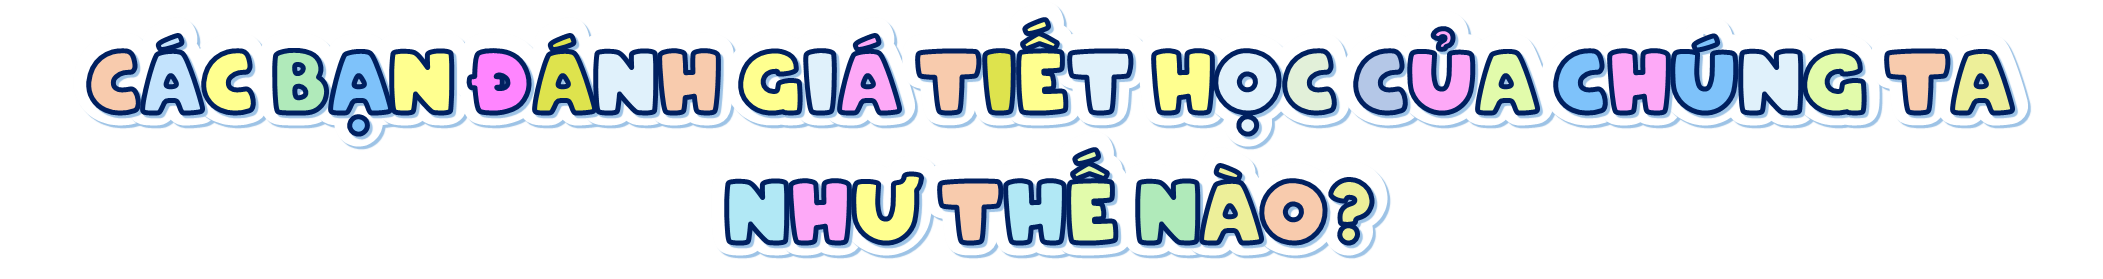 CÁC BẠN ĐÁNH GIÁ TIẾT HỌC CỦA CHÚNG TA
NHƯ THẾ NÀO?